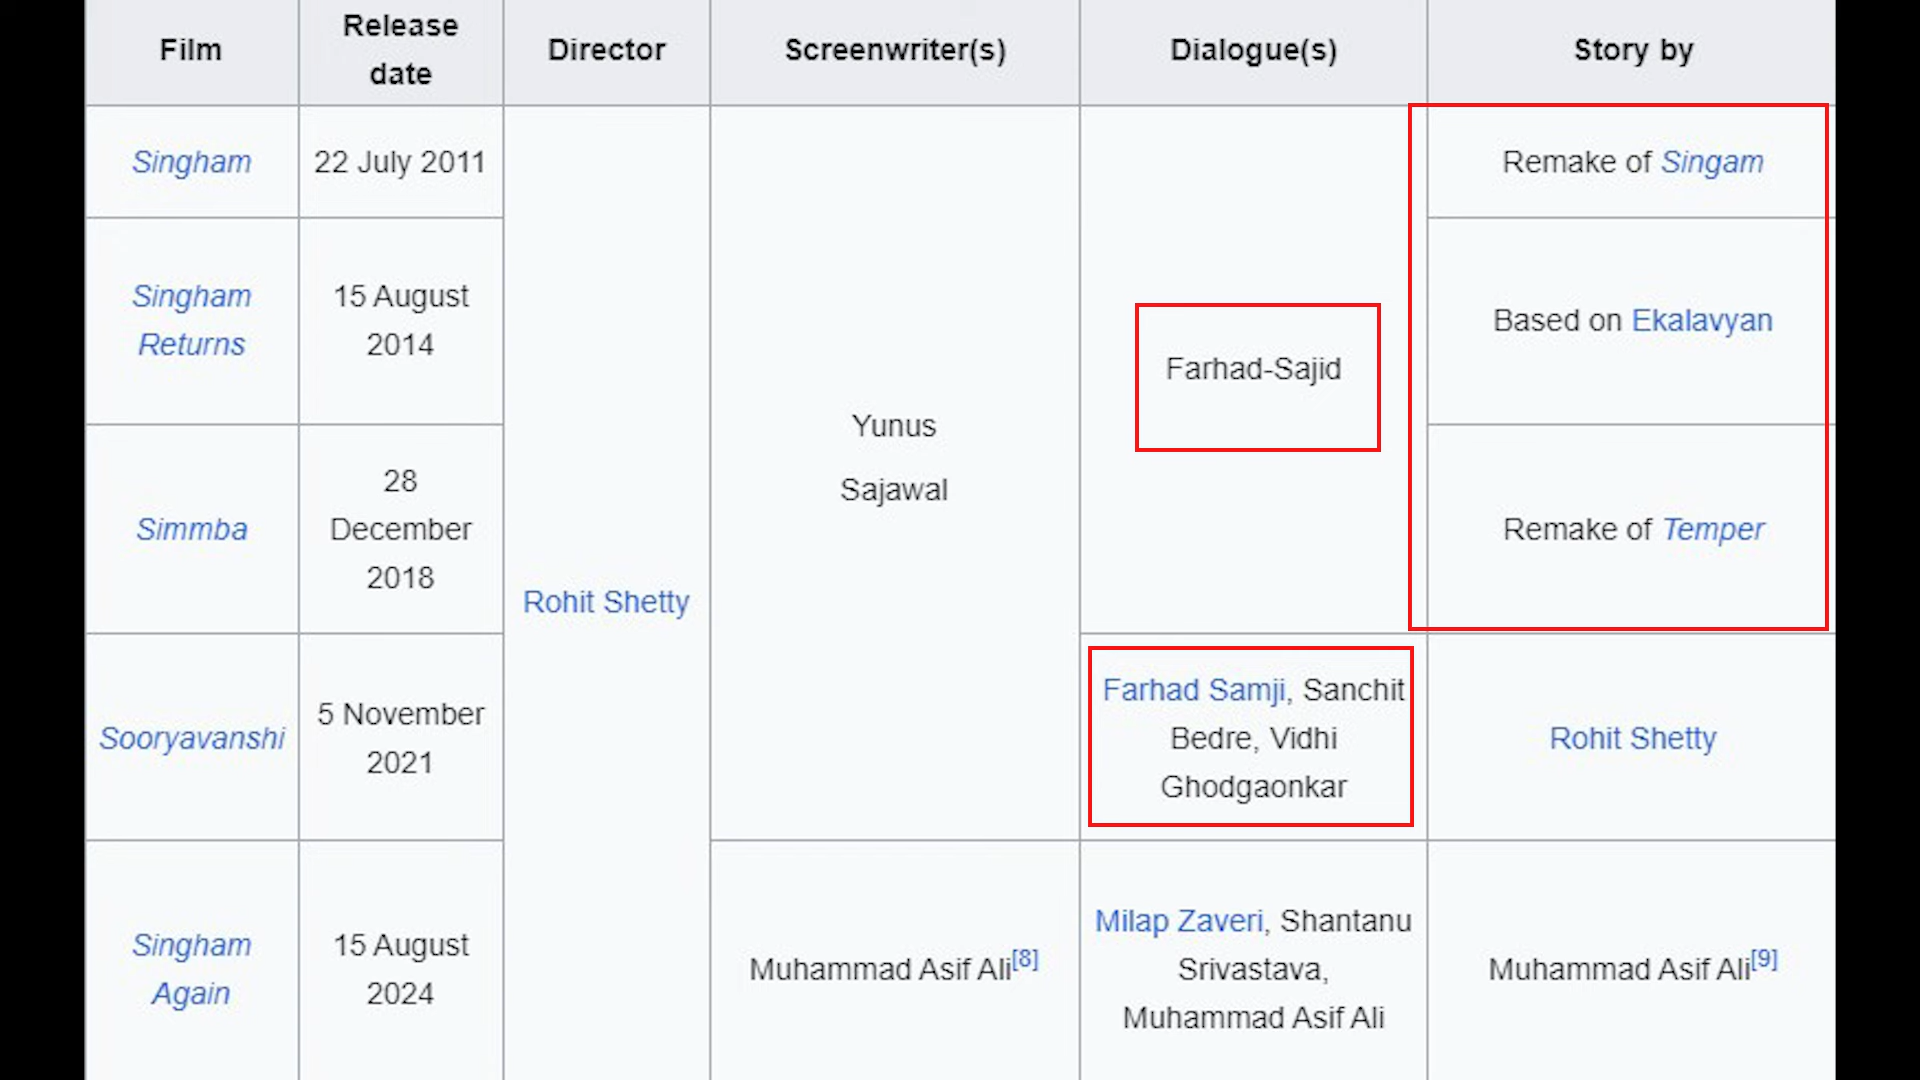 Film
Release
date
Director
Screenwriter(s)
Dialogue(s)
Story by
Singham
22 July 2011
Rohit Shetty
Yunus
Sajawal
Farhad-Sajid
Remake of Singam
Singham
Returns
15 August
2014
Based on Ekalavyan
Simmba
28
December
2018
Remake of Temper
Sooryavanshi
5 November
2021
Farhad Samji, Sanchit
Bedre, Vidhi
Ghodgaonkar
Rohit Shetty
Singham
Again
15 August
2024
Muhammad Asif Ali[8]
Milap Zaveri, Shantanu
Srivastava,
Muhammad Asif Ali
Muhammad Asif Ali[9]